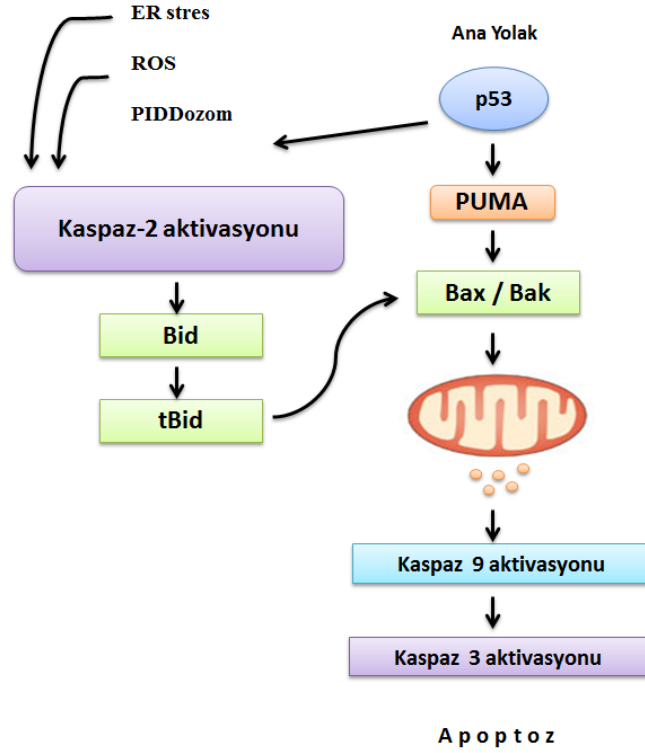 ER stres
ROS
PIDDozom
Ana Yolak
p53
PUMA
Kaspaz-2 aktivasyonu
Bax / Bak
Bid
tBid
Kaspaz 9 aktivasyonu
Kaspaz 3 aktivasyonu
Apoptoz